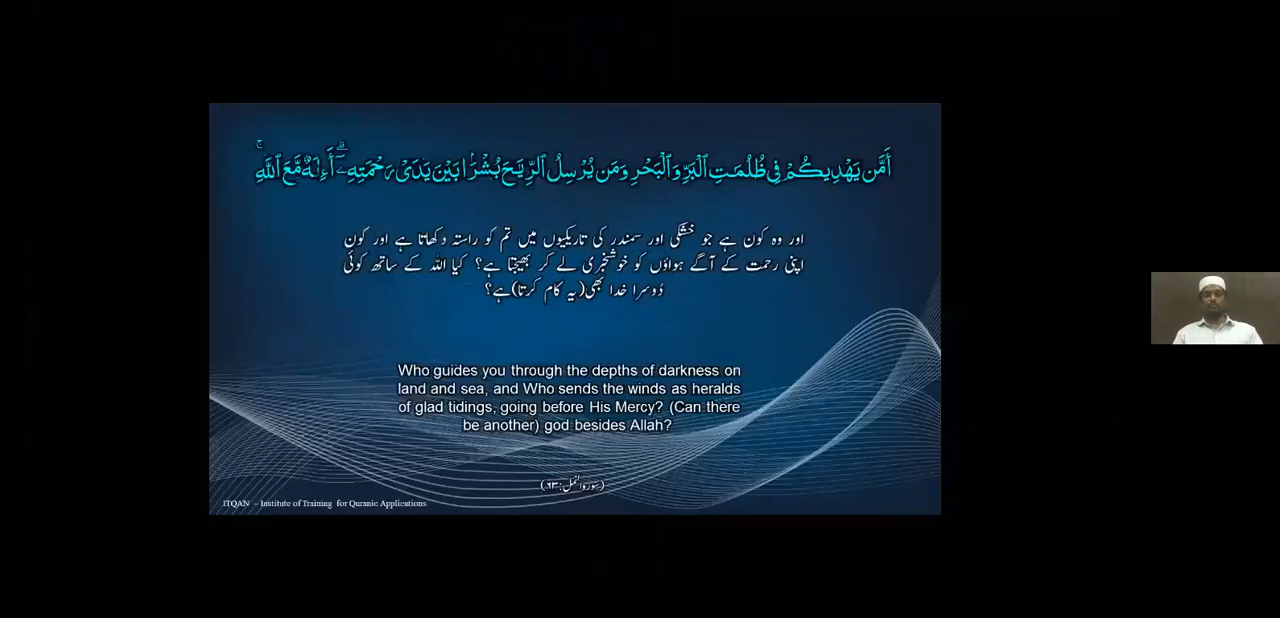 أَمَّن يَهْدِيكُمْ فِى ظُلُمَـٰتِ ٱلْبَرِّ وَٱلْبَحْرِ وَمَن يُرْسِلُ ٱلرِّيَـٰحَ بُشْرًۢا بَيْنَ يَدَىْ رَحْمَتِهِۦٓ ۗ أَءِلَـٰهٌ مَّعَ ٱللَّهِ ۚ
اور وہ کون ہے جو خشکی اور سمندر کی تاریکیوں میں تم کو راستہ دکھاتا ہے اور کون
اپنی رحمت کے آگے ہواؤں کو خوشخبری لے کر بھیجتا ہے؟ کیا اللہ کے ساتھ کوئی
دُوسرا خدا بھی(یہ کام کرتا)ہے؟
Who guides you through the depths of darkness on
land and sea, and Who sends the winds as heralds
of glad tidings, going before His Mercy? (Can there
be another) god besides Allah?
(سورہ النمل:۶۳)
ITQAN – Institute of Training for Quranic Applications